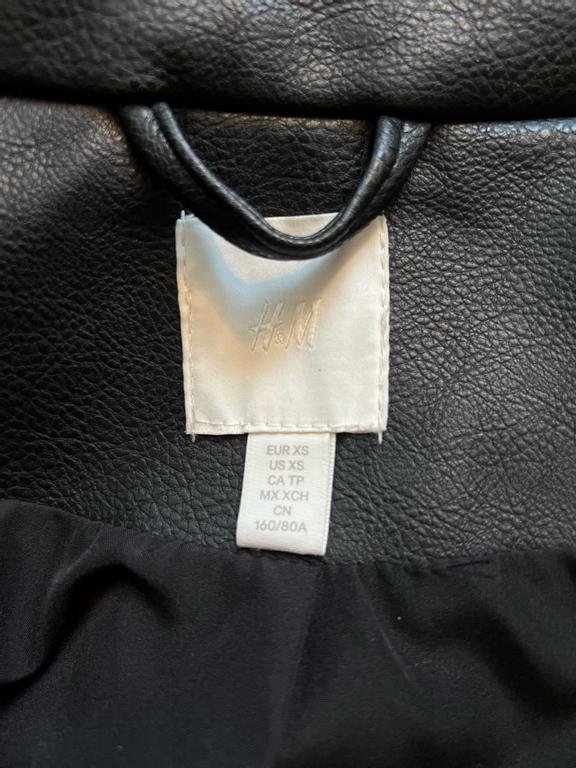 H&M
EUR XS
US XS
CA TP
MX XCH
CN
160/80A